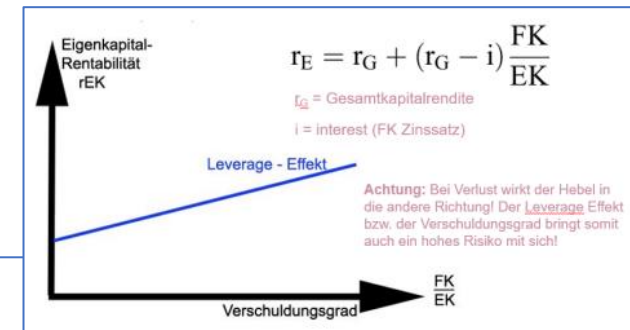 Eigenkapital-
Rentabilität
rEK
r_E = r_G + (r_G − i) FK/EK
r_G = Gesamtkapitalrendite
i = interest (FK Zinssatz)
Leverage - Effekt
Achtung: Bei Verlust wirkt der Hebel in
die andere Richtung! Der Leverage Effekt
bzw. der Verschuldungsgrad bringt somit
auch ein hohes Risiko mit sich!
FK
EK
Verschuldungsgrad